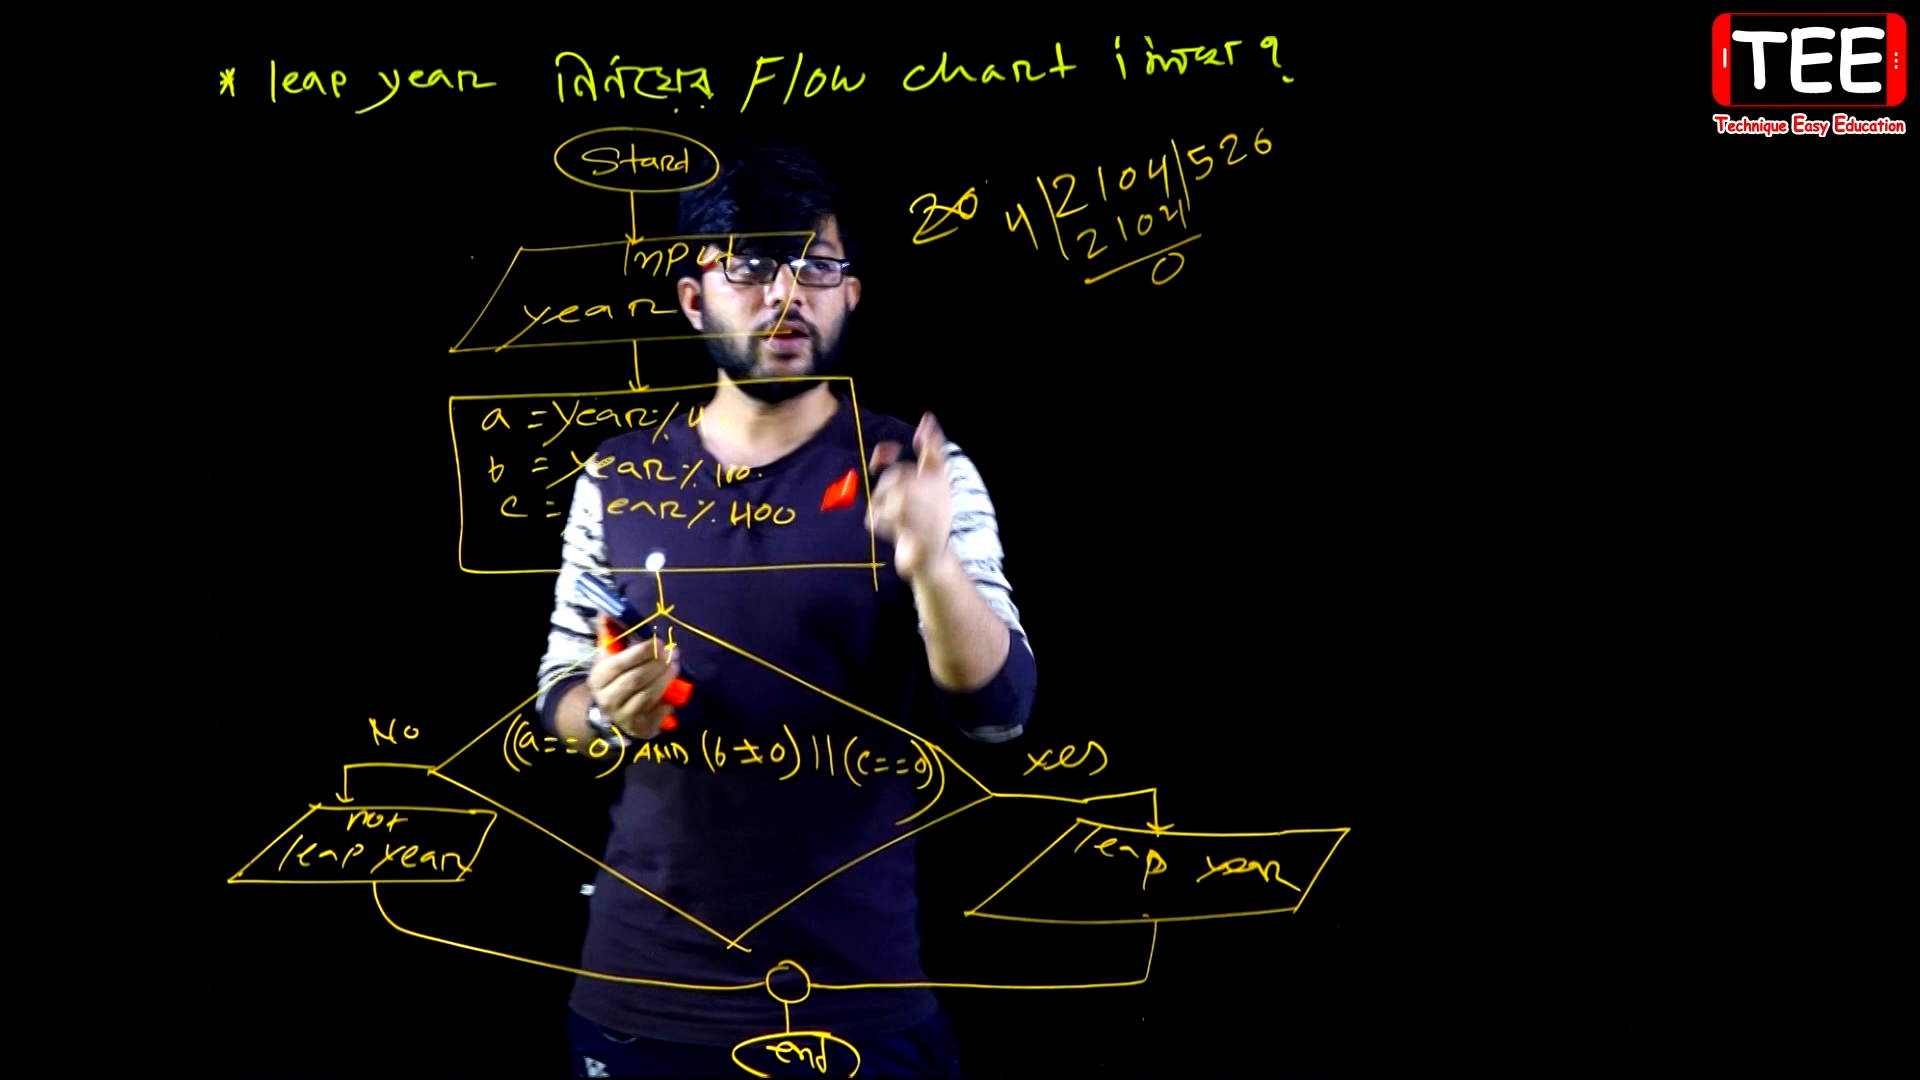 * leap year নির্ণয়ের Flow chart লিখ?
TEE
Technique Easy Education
Start
20 4 2104 526
2104
0
Input
year
a = year % 4
b = year % 100
c = year % 400
if
No
((a==0) AND (b≠0) || (c==0))
yes
not
leap year
leap year
end